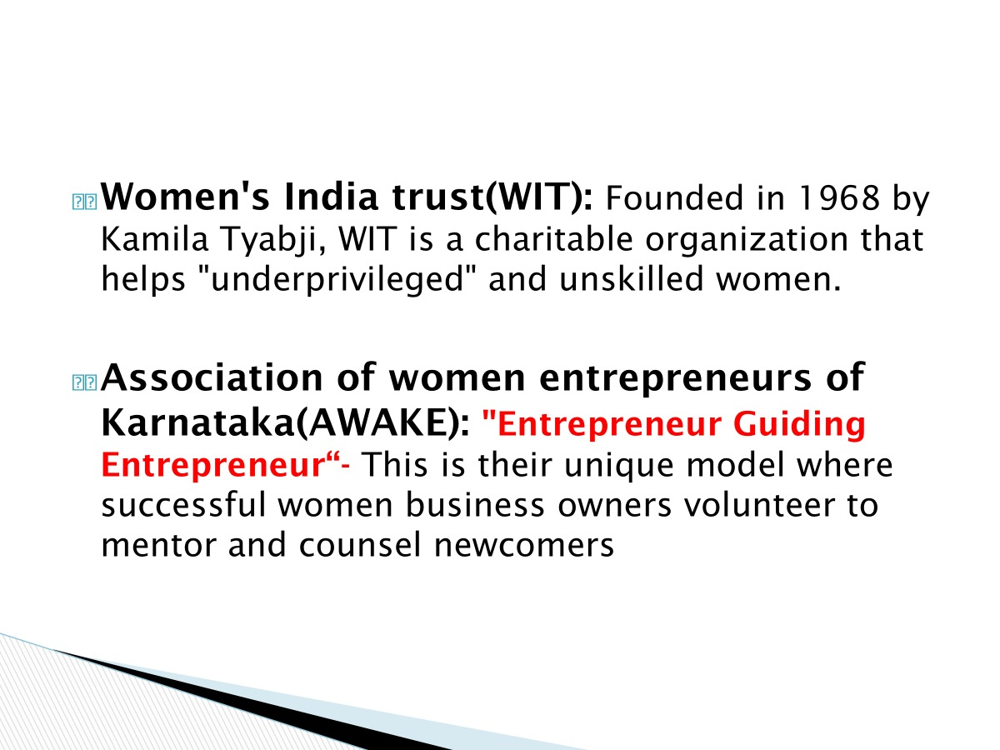 Women's India trust(WIT): Founded in 1968 by
Kamila Tyabji, WIT is a charitable organization that
helps "underprivileged" and unskilled women.
Association of women entrepreneurs of
Karnataka(AWAKE): "Entrepreneur Guiding
Entrepreneur“- This is their unique model where
successful women business owners volunteer to
mentor and counsel newcomers